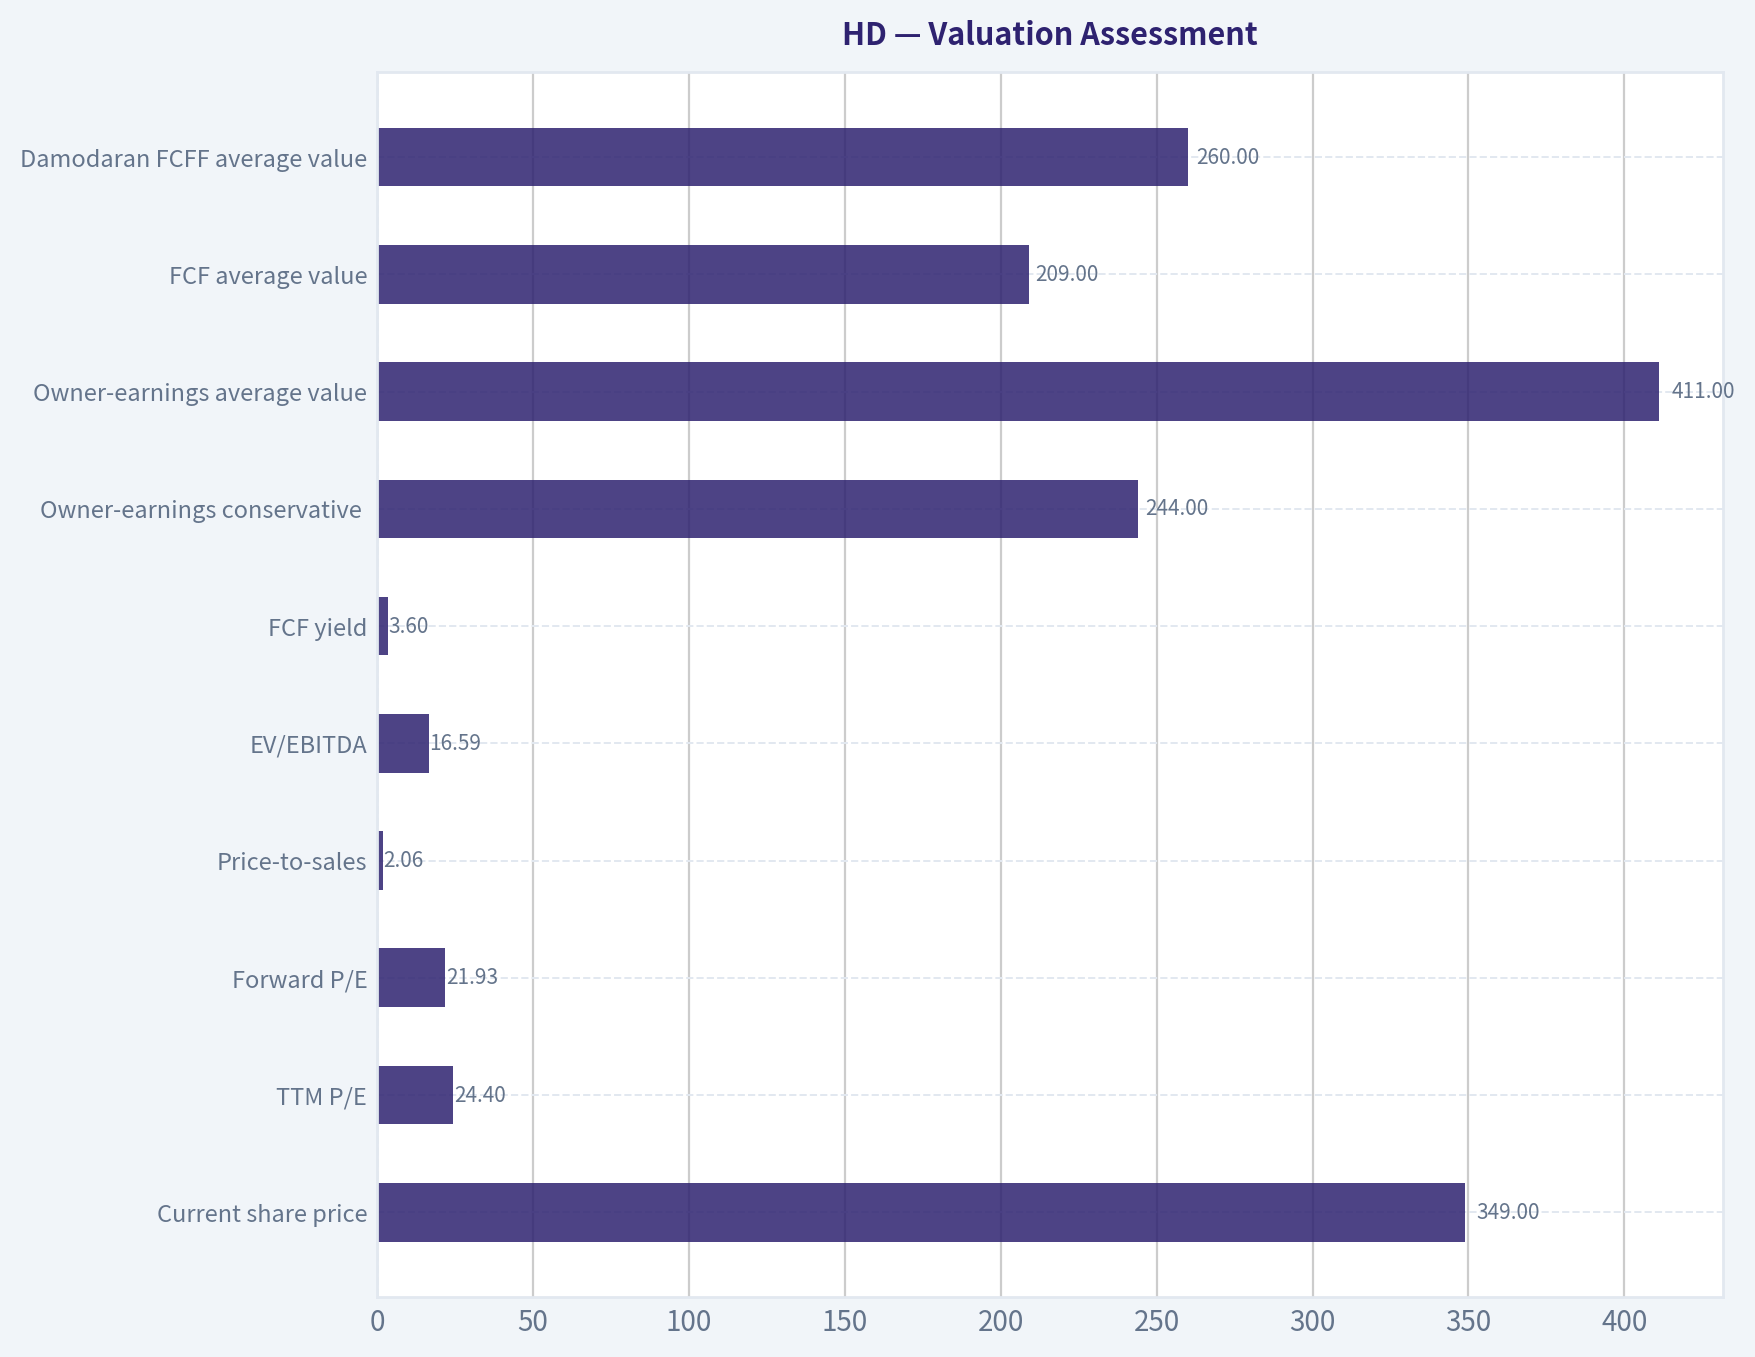 HD — Valuation Assessment
Damodaran FCFF average value
260.00
FCF average value
209.00
Owner-earnings average value
411.00
Owner-earnings conservative
244.00
FCF yield
3.60
EV/EBITDA
16.59
Price-to-sales
2.06
Forward P/E
21.93
TTM P/E
24.40
Current share price
349.00
0 50 100 150 200 250 300 350 400